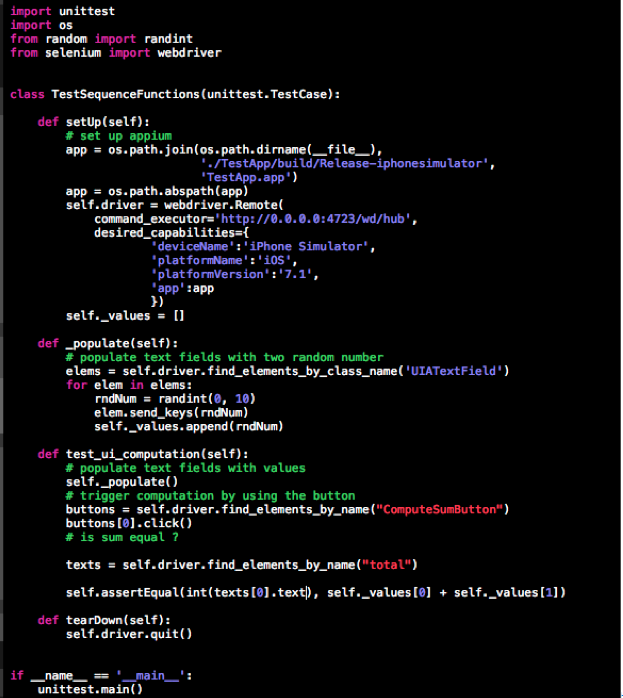 import unittest
import os
from random import randint
from selenium import webdriver
class TestSequenceFunctions(unittest.TestCase):
def setUp(self):
# set up appium
app = os.path.join(os.path.dirname(__file__),
'./TestApp/build/Release-iphonesimulator',
'TestApp.app')
app = os.path.abspath(app)
self.driver = webdriver.Remote(
command_executor='http://0.0.0.0:4723/wd/hub',
desired_capabilities={
'deviceName':'iPhone Simulator',
'platformName':'iOS',
'platformVersion':'7.1',
'app':app
})
self._values = []
def _populate(self):
# populate text fields with two random number
elems = self.driver.find_elements_by_class_name('UIATextField')
for elem in elems:
rndNum = randint(0, 10)
elem.send_keys(rndNum)
self._values.append(rndNum)
def test_ui_computation(self):
# populate text fields with values
self._populate()
# trigger computation by using the button
buttons = self.driver.find_elements_by_name("ComputeSumButton")
buttons[0].click()
# is sum equal ?
texts = self.driver.find_elements_by_name("total")
self.assertEqual(int(texts[0].text), self._values[0] + self._values[1])
def tearDown(self):
self.driver.quit()
if __name__ == '__main__':
unittest.main()